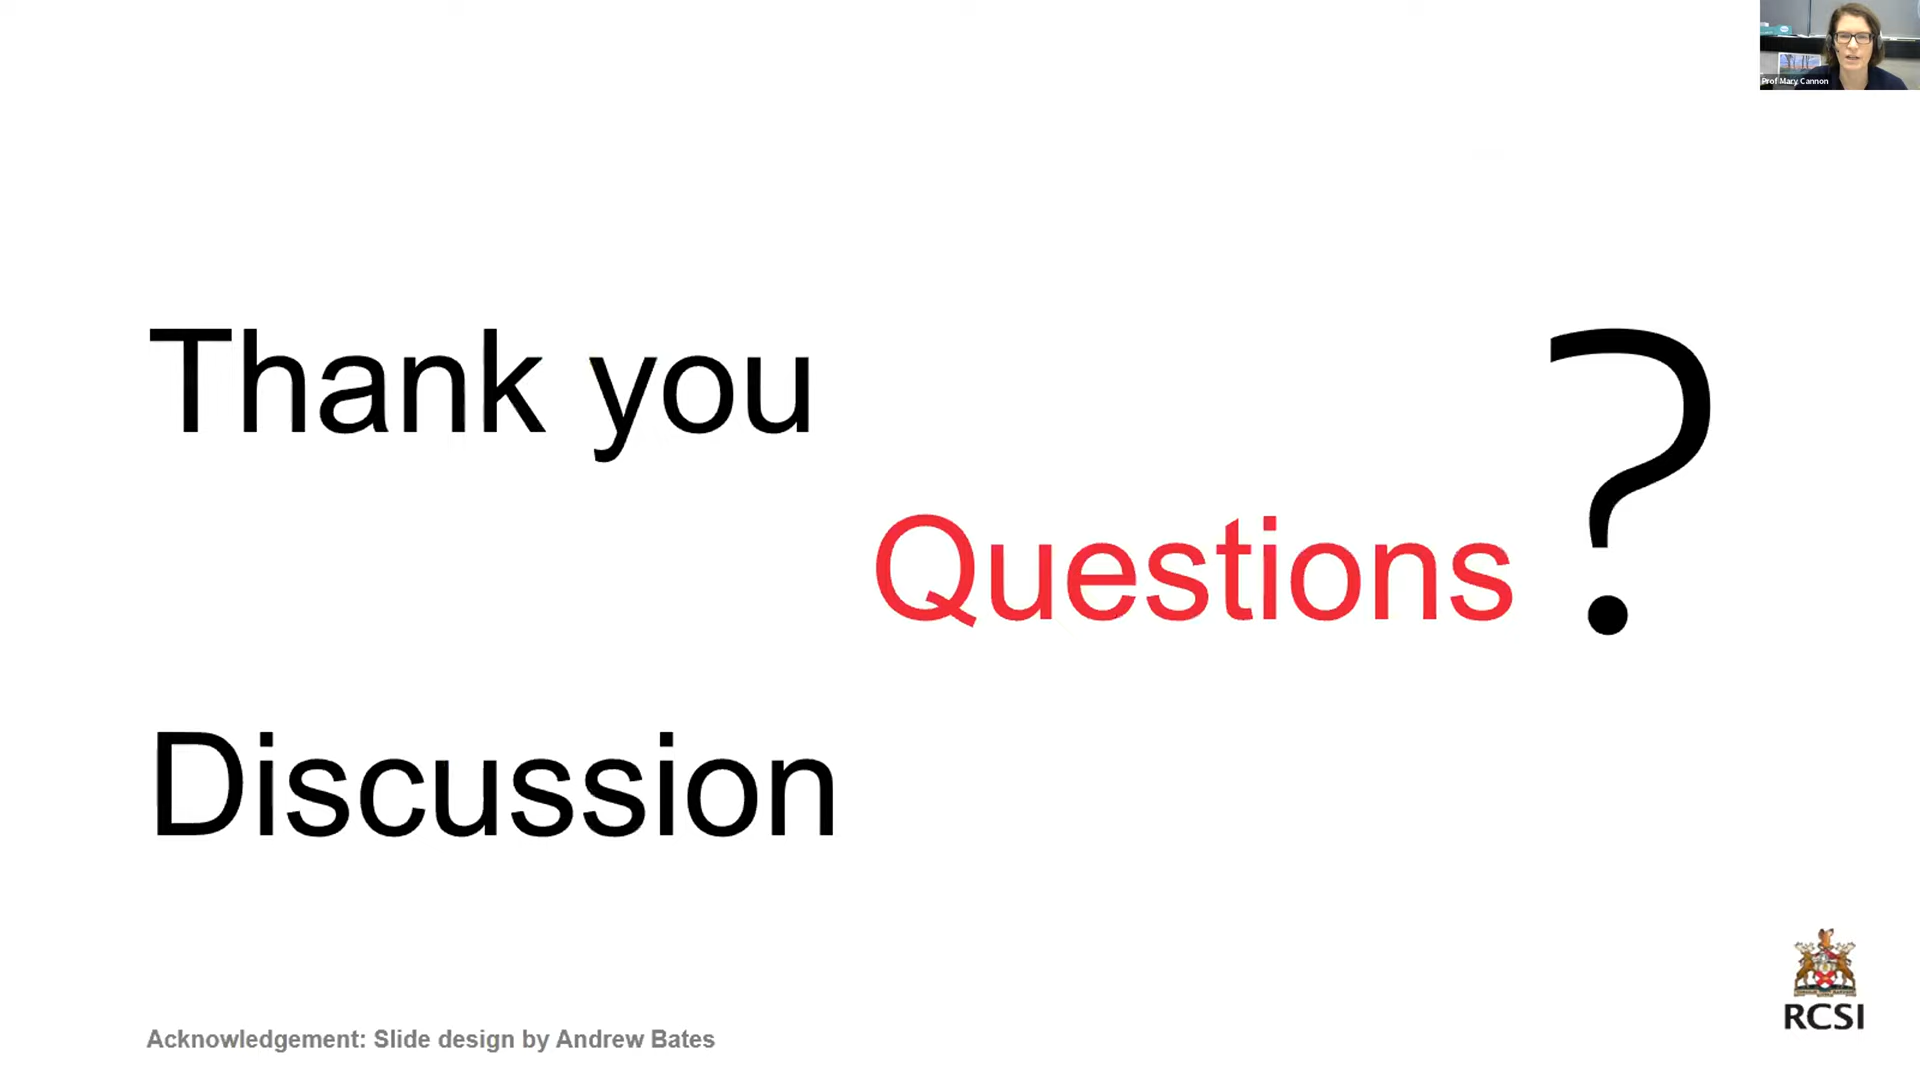 Prof Mary Cannon
Thank you
Questions ?
Discussion
RCSI
Acknowledgement: Slide design by Andrew Bates